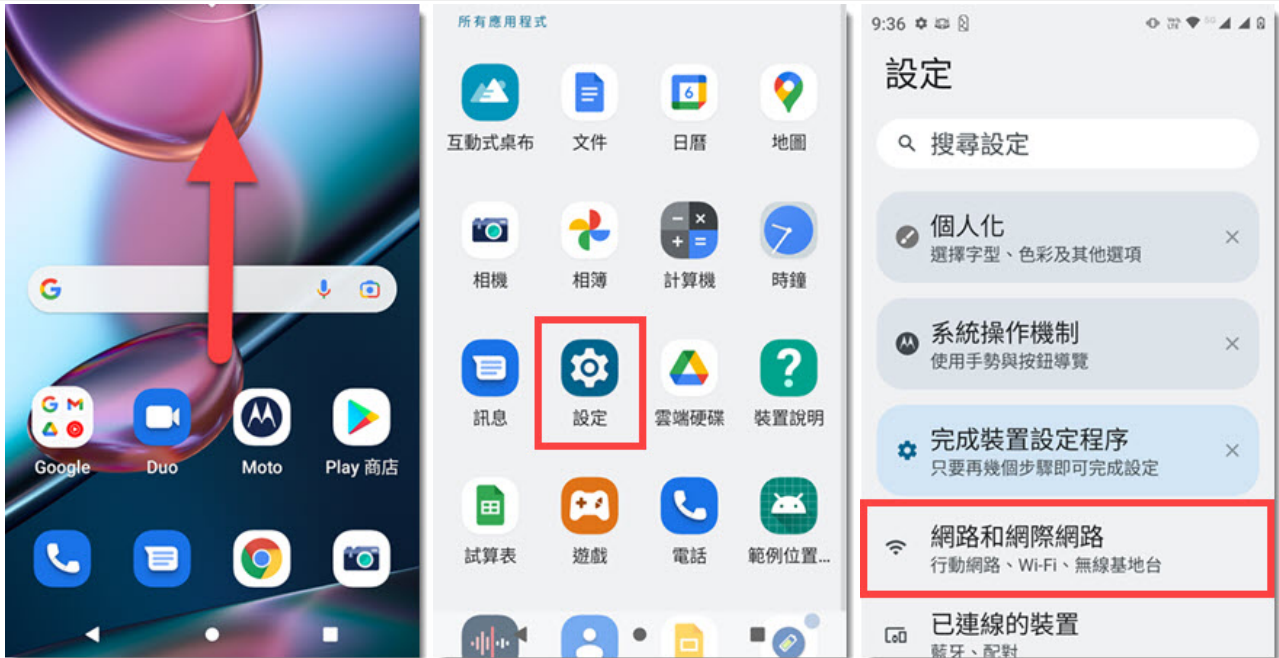 Google
Duo
Moto
Play 商店
所有應用程式
互動式桌布
文件
6
日曆
地圖
相機
相簿
計算機
時鐘
訊息
設定
雲端硬碟
裝置說明
試算表
遊戲
電話
範例位置...
9:36
5G
設定
搜尋設定
個人化
選擇字型、色彩及其他選項
系統操作機制
使用手勢與按鈕導覽
完成裝置設定程序
只要再幾個步驟即可完成設定
網路和網際網路
行動網路、Wi-Fi、無線基地台
已連線的裝置
藍牙、配對